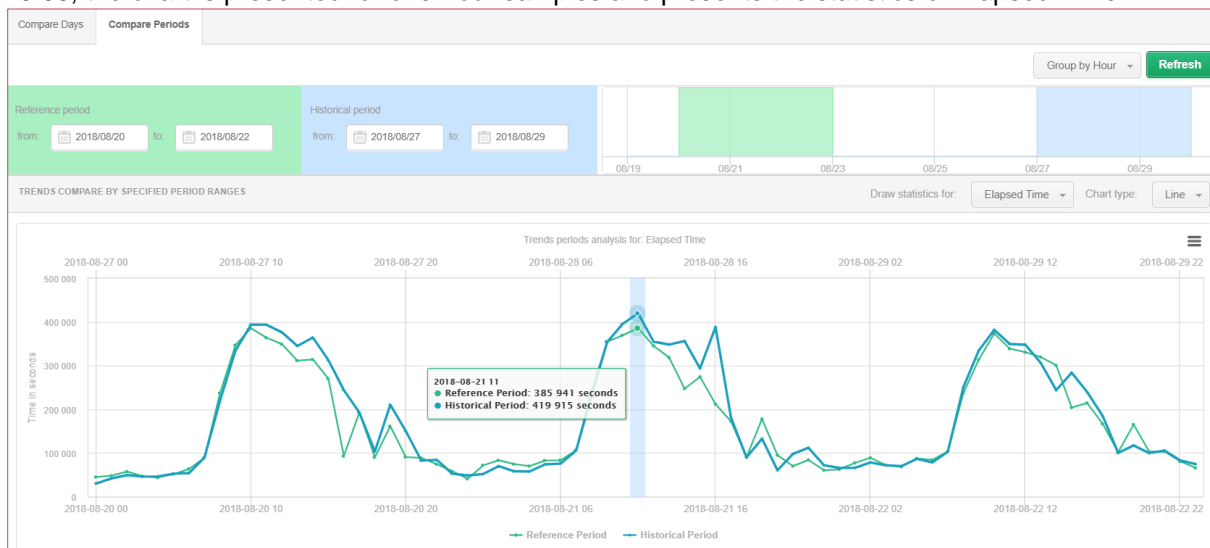 Compare Days Compare Periods
Group by Hour Refresh
Reference period Historical period
from: 2018/08/20 to: 2018/08/22 from: 2018/08/27 to: 2018/08/29
08/19 08/21 08/23 08/25 08/27 08/29
TRENDS COMPARE BY SPECIFIED PERIOD RANGES Draw statistics for: Elapsed Time Chart type: Line
Trends periods analysis for: Elapsed Time
2018-08-27 00 2018-08-27 10 2018-08-27 20 2018-08-28 06 2018-08-28 16 2018-08-29 02 2018-08-29 12 2018-08-29 22
500 000
400 000
300 000
200 000
100 000
0
Time in seconds
2018-08-21 11
Reference Period: 385 941 seconds
Historical Period: 419 915 seconds
2018-08-20 00 2018-08-20 10 2018-08-20 20 2018-08-21 06 2018-08-21 16 2018-08-22 02 2018-08-22 12 2018-08-22 22
Reference Period Historical Period